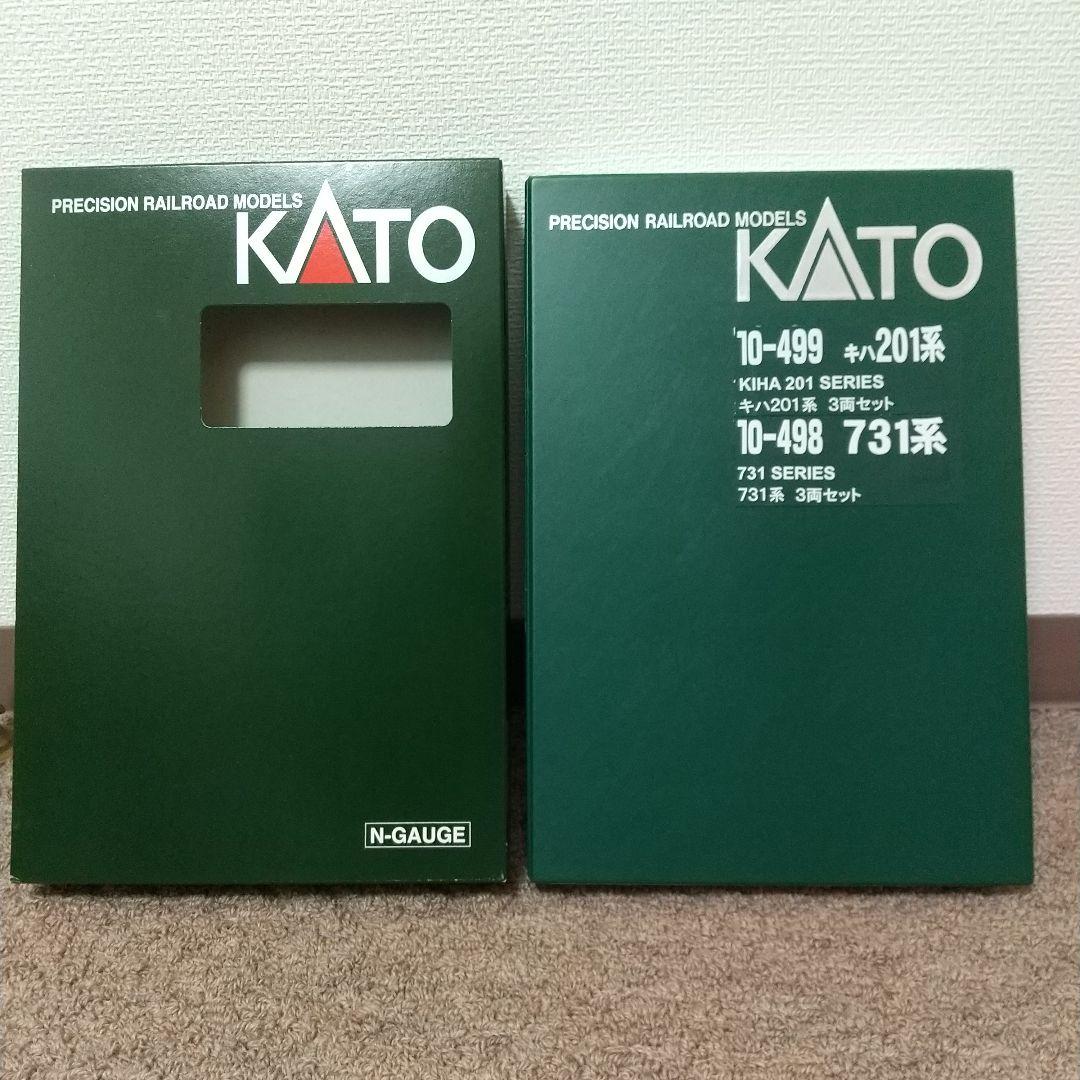 PRECISION RAILROAD MODELS
KATO
N-GAUGE
PRECISION RAILROAD MODELS
KATO
10-499 キハ201系
KIHA 201 SERIES
キハ201系 3両セット
10-498 731系
731 SERIES
731系 3両セット